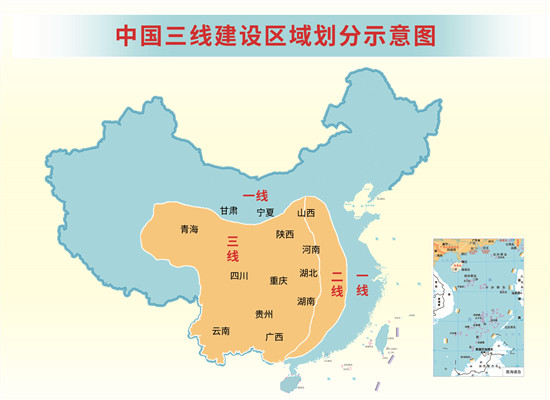 中国三线建设区域划分示意图
一线
甘肃
宁夏
山西
青海
陕西
三线
河南
四川
重庆
湖北
二线
一线
湖南
贵州
云南
广西
南海诸岛